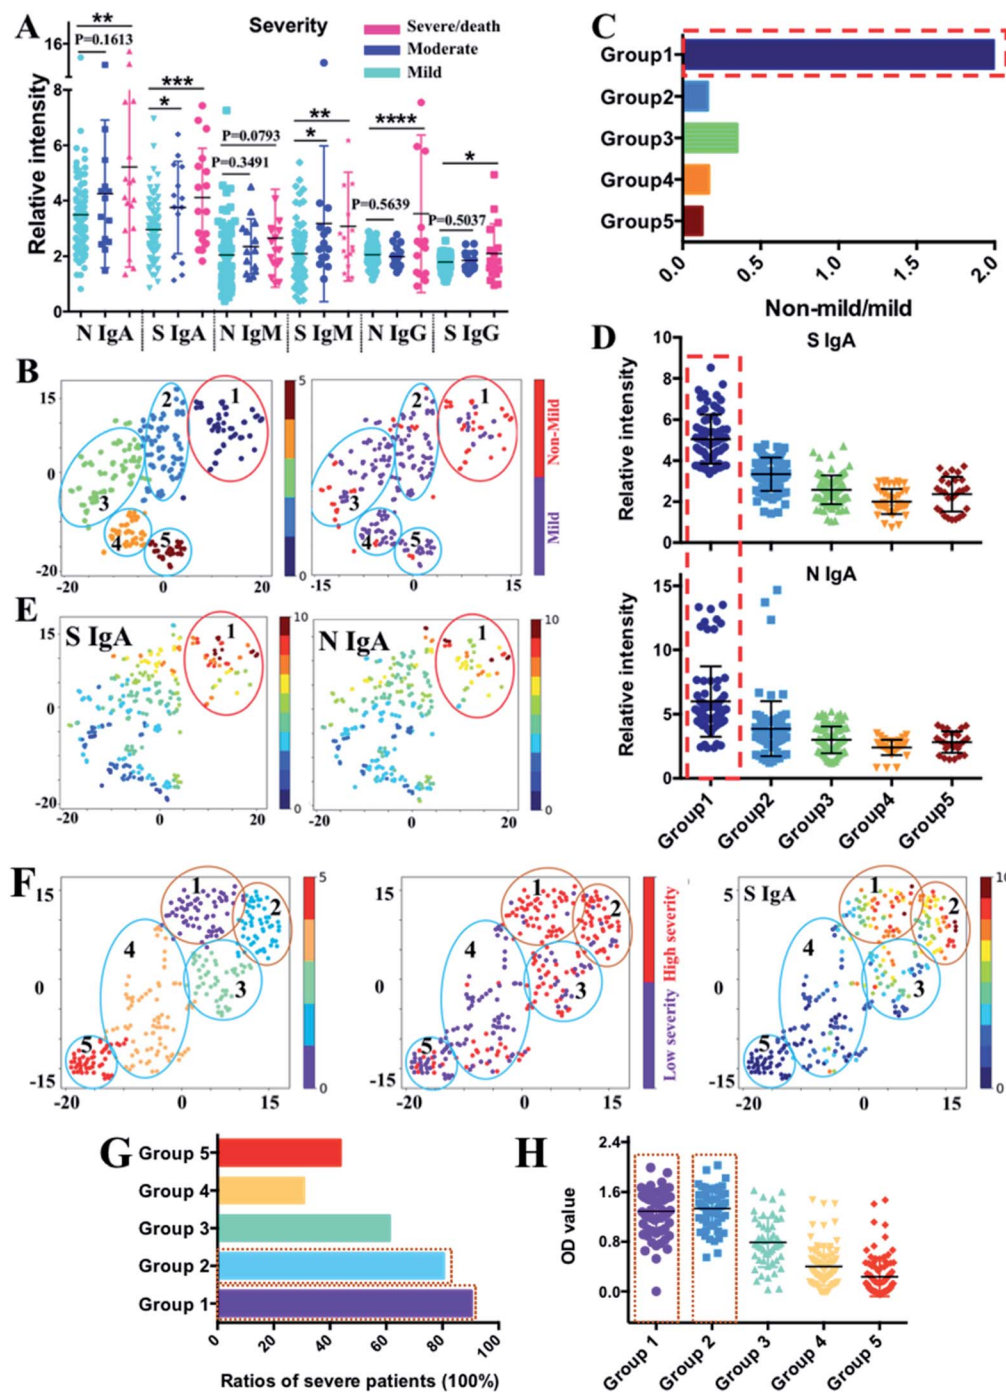 A
Severity
Severe/death
Moderate
Mild
Relative intensity
16
8
6
4
2
0
**
P=0.1613
***
*
P=0.0793
P=0.3491
**
*
****
P=0.5639
*
P=0.5037
N IgA
S IgA
N IgM
S IgM
N IgG
S IgG
C
Group1
Group2
Group3
Group4
Group5
0.0
0.5
1.0
1.5
2.0
Non-mild/mild
B
15
0
-20
-20
0
20
1
2
3
4
5
5
0
-15
0
15
1
2
3
4
5
Non-Mild
Mild
D
S IgA
Relative intensity
10
8
6
4
2
0
N IgA
Relative intensity
15
10
5
0
Group1
Group2
Group3
Group4
Group5
E
S IgA
1
15
0
-20
-20
0
20
10
0
N IgA
1
-20
0
20
10
0
F
15
0
-15
-20
0
15
1
2
3
4
5
5
0
15
0
-15
-20
0
15
1
2
3
4
5
High severity
Low severity
S IgA
15
0
-15
-20
0
15
1
2
3
4
5
10
0
G
Group 5
Group 4
Group 3
Group 2
Group 1
0
20
40
60
80
100
Ratios of severe patients (100%)
H
OD value
2.4
1.6
0.8
0.0
Group 1
Group 2
Group 3
Group 4
Group 5